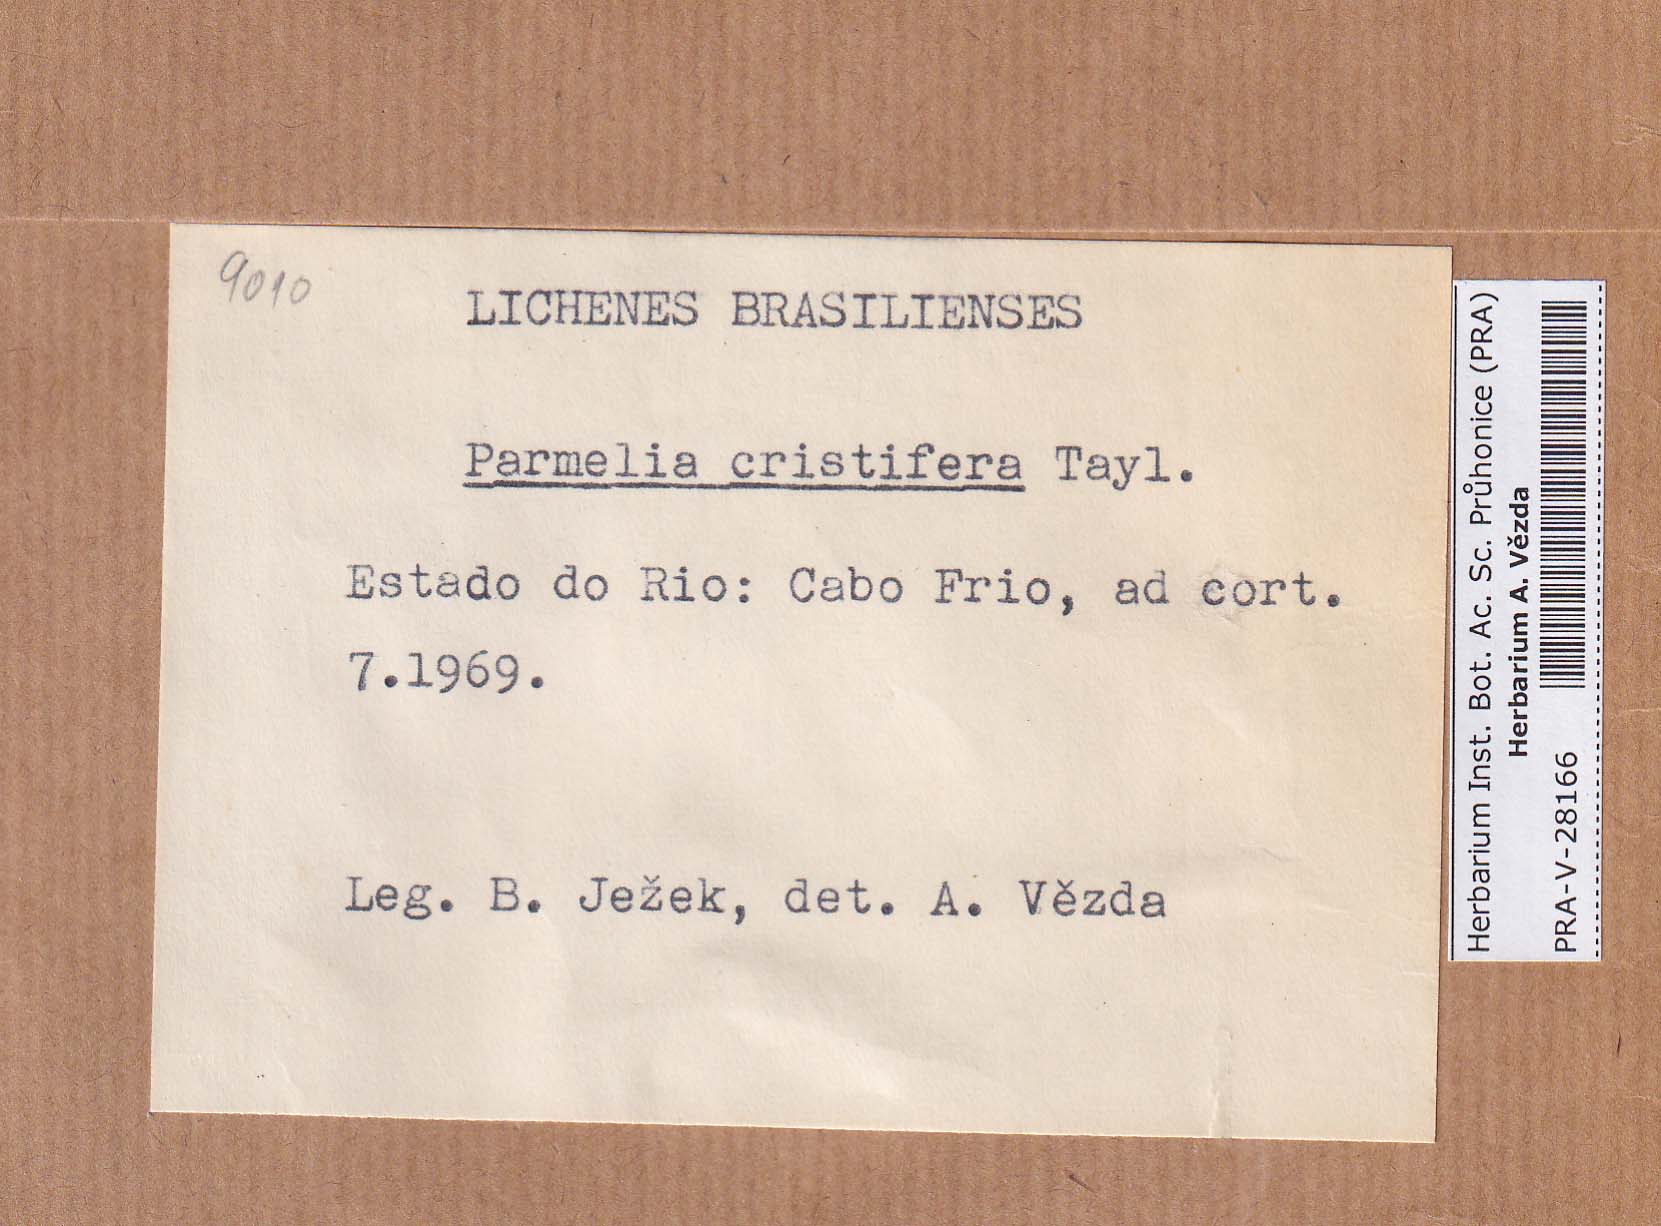 9010
LICHENES BRASILIENSES
Parmelia cristifera Tayl.
Estado do Rio: Cabo Frio, ad cort.
7.1969.
Leg. B. Ježek, det. A. Vězda
Herbarium Inst. Bot. Ac. Sc. Průhonice (PRA)
Herbarium A. Vězda
PRA-V-28166